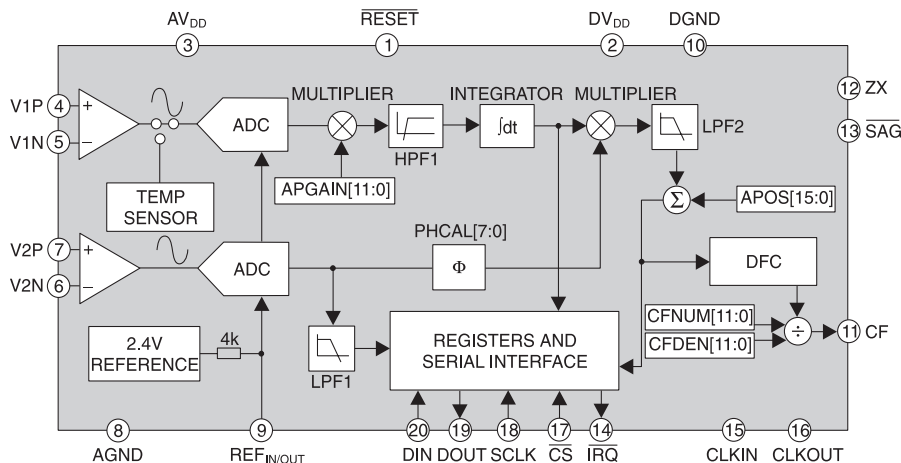 AVDD
RESET
DVDD
DGND
3
1
2
10
V1P 4
+
V1N 5
−
ADC
MULTIPLIER
HPF1
INTEGRATOR
∫dt
MULTIPLIER
LPF2
12 ZX
13 SAG
TEMP
SENSOR
APGAIN[11:0]
Σ
APOS[15:0]
V2P 7
+
V2N 6
−
ADC
PHCAL[7:0]
Φ
DFC
2.4V
REFERENCE
4k
LPF1
REGISTERS AND
SERIAL INTERFACE
CFNUM[11:0]
CFDEN[11:0]
÷
11 CF
8
9
20
19
18
17
14
15
16
AGND
REFIN/OUT
DIN
DOUT
SCLK
CS
IRQ
CLKIN
CLKOUT